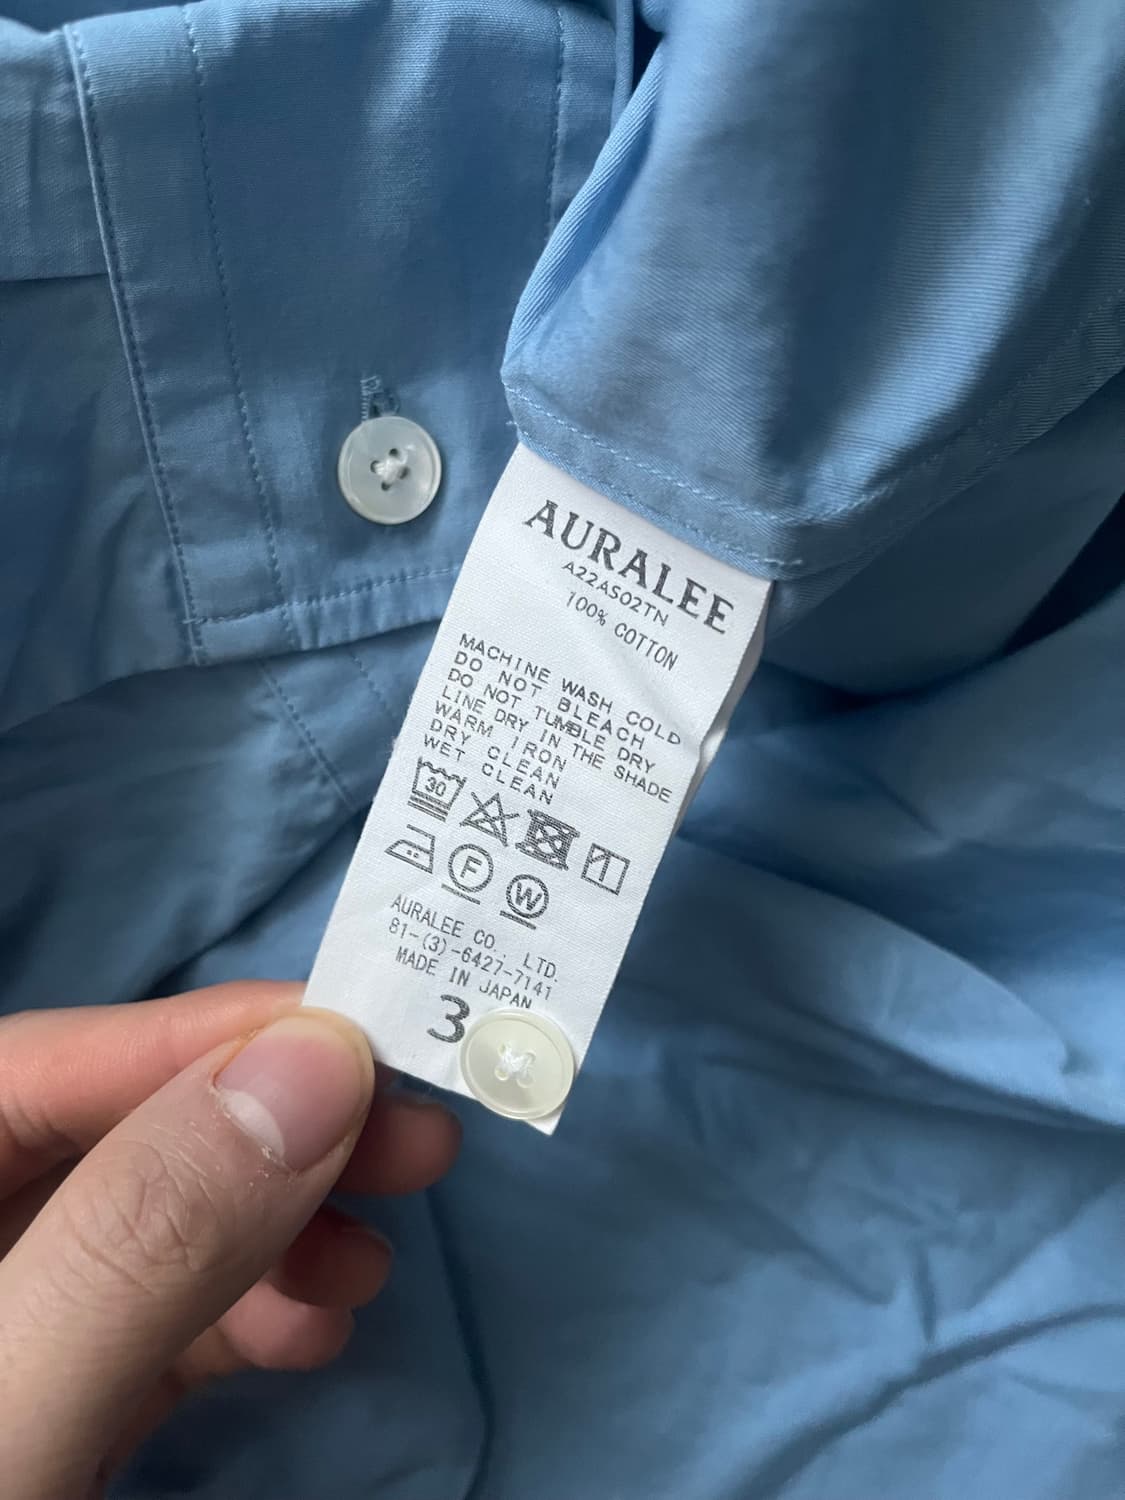 AURALEE
A22AS02TN
100% COTTON
MACHINE WASH COLD
DO NOT BLEACH
DO NOT TUMBLE DRY
LINE DRY IN THE SHADE
WARM IRON
DRY CLEAN
WET CLEAN
30
F W
AURALEE CO., LTD.
81-(3)-6427-7141
MADE IN JAPAN
3